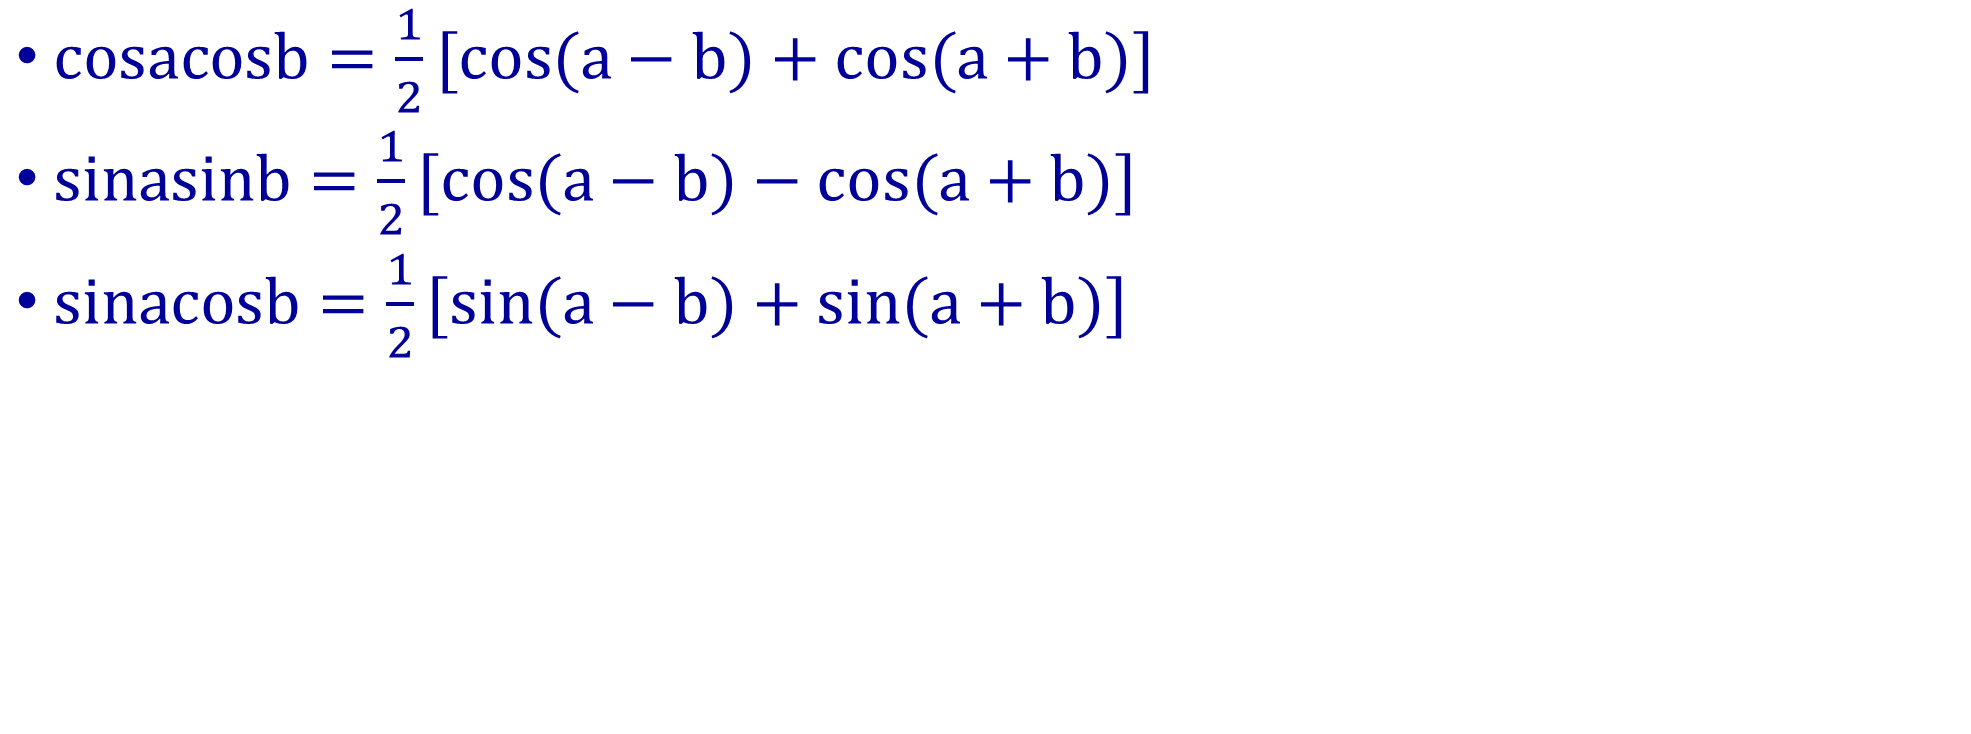 • cosacosb = 1/2 [cos(a − b) + cos(a + b)]
• sinasinb = 1/2 [cos(a − b) − cos(a + b)]
• sinacosb = 1/2 [sin(a − b) + sin(a + b)]